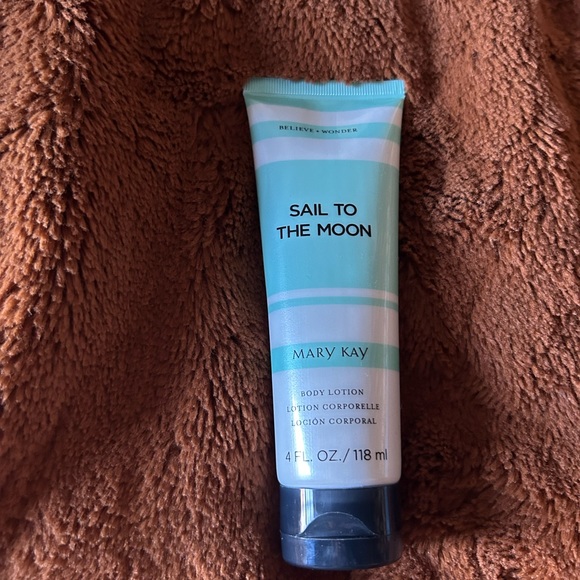 BELIEVE + WONDER
SAIL TO
THE MOON
MARY KAY
BODY LOTION
LOTION CORPORELLE
LOCIÓN CORPORAL
4 FL. OZ./118 ml